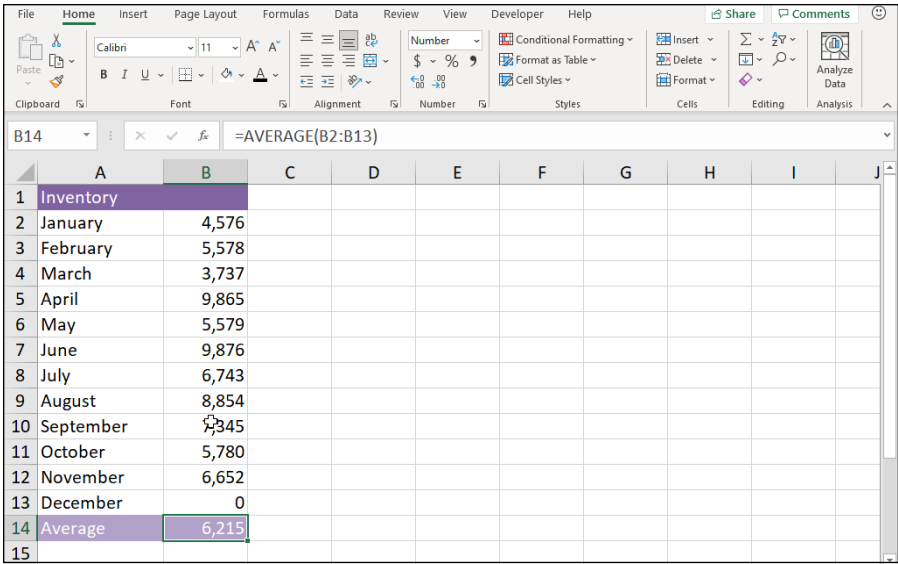 File Home Insert Page Layout Formulas Data Review View Developer Help Share Comments
Calibri 11 A^ A˅ ab c Number Conditional Formatting Insert Σ A Z
Paste B I U A $ % 9 Format as Table Delete Analyze
.00 .00 Cell Styles Format Data
Clipboard Font Alignment Number Styles Cells Editing Analysis
B14 fx =AVERAGE(B2:B13)
A B C D E F G H I J
1 Inventory
2 January 4,576
3 February 5,578
4 March 3,737
5 April 9,865
6 May 5,579
7 June 9,876
8 July 6,743
9 August 8,854
10 September 7,345
11 October 5,780
12 November 6,652
13 December 0
14 Average 6,215
15